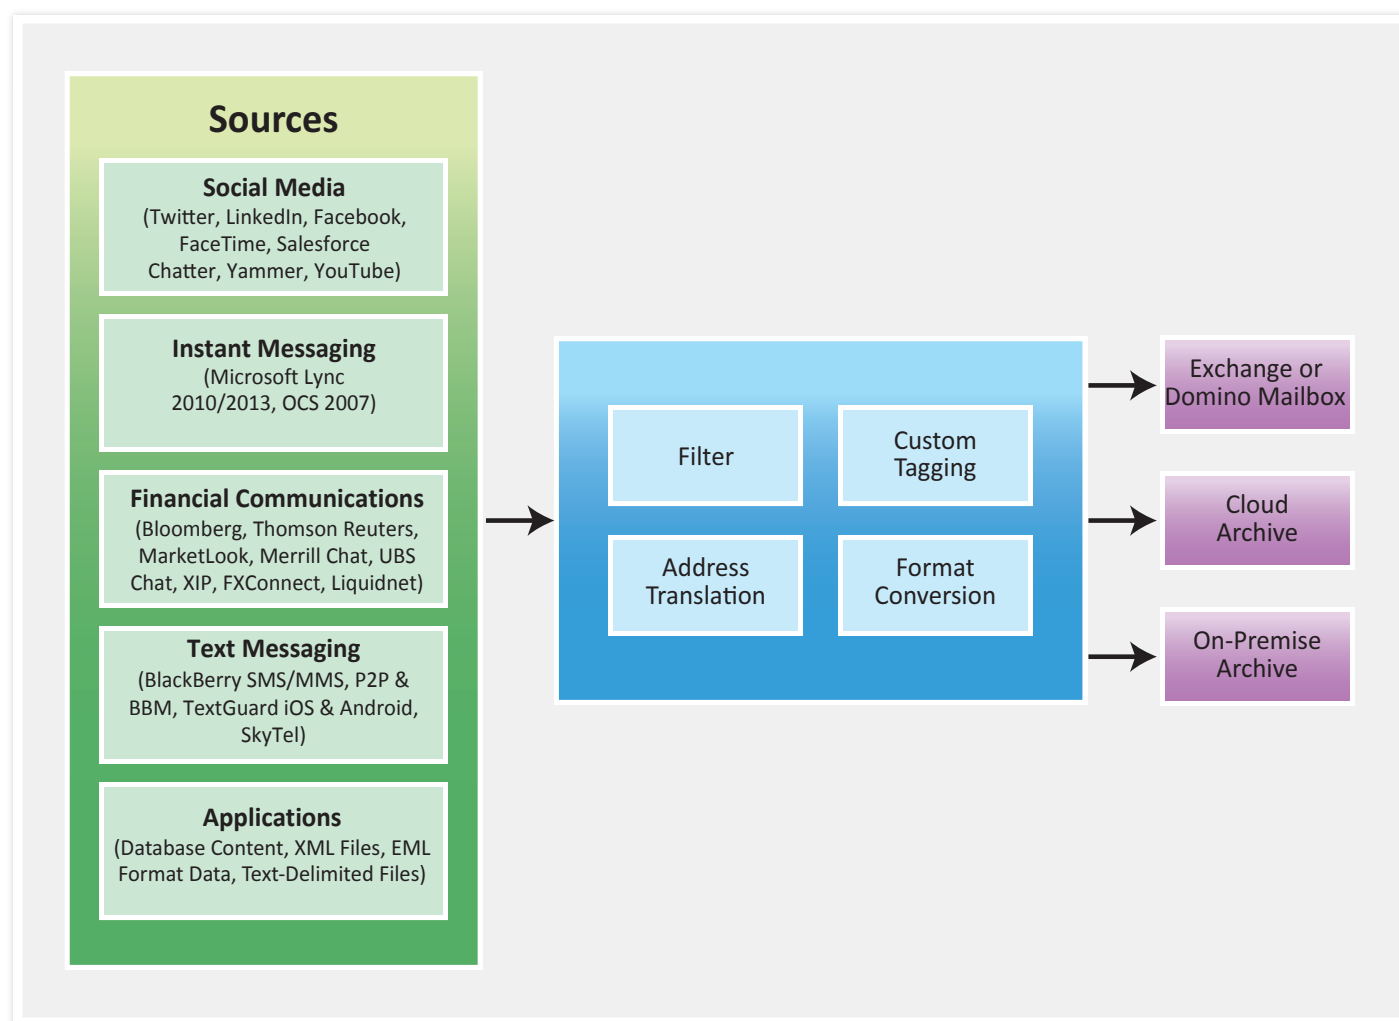 Sources
Social Media
(Twitter, LinkedIn, Facebook,
FaceTime, Salesforce
Chatter, Yammer, YouTube)
Instant Messaging
(Microsoft Lync
2010/2013, OCS 2007)
Financial Communications
(Bloomberg, Thomson Reuters,
MarketLook, Merrill Chat, UBS
Chat, XIP, FXConnect, Liquidnet)
Text Messaging
(BlackBerry SMS/MMS, P2P &
BBM, TextGuard iOS & Android,
SkyTel)
Applications
(Database Content, XML Files, EML
Format Data, Text-Delimited Files)
Filter
Custom
Tagging
Address
Translation
Format
Conversion
Exchange or
Domino Mailbox
Cloud
Archive
On-Premise
Archive